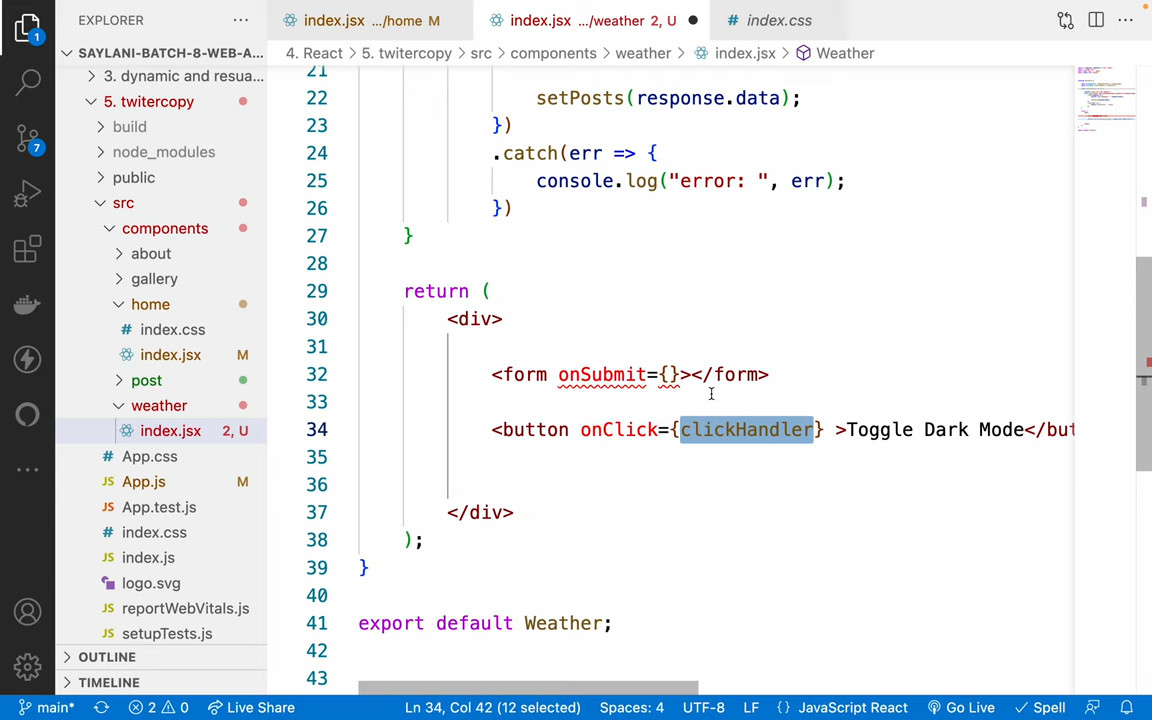 EXPLORER
index.jsx .../home M
index.jsx .../weather 2, U
# index.css
SAYLANI-BATCH-8-WEB-A...
4. React > 5. twitercopy > src > components > weather > index.jsx > Weather
3. dynamic and resua...
5. twitercopy
build
node_modules
public
src
components
about
gallery
home
# index.css
index.jsx M
post
weather
index.jsx 2, U
# App.css
JS App.js M
JS App.test.js
# index.css
JS index.js
logo.svg
JS reportWebVitals.js
JS setupTests.js
OUTLINE
TIMELINE
1
7
21
22 setPosts(response.data);
23 })
24 .catch(err => {
25 console.log("error: ", err);
26 })
27 }
28
29 return (
30 <div>
31
32 <form onSubmit={}></form>
33
34 <button onClick={clickHandler} >Toggle Dark Mode</but
35
36
37 </div>
38 );
39 }
40
41 export default Weather;
42
43
main* 2 0 Live Share Ln 34, Col 42 (12 selected) Spaces: 4 UTF-8 LF {} JavaScript React Go Live Spell